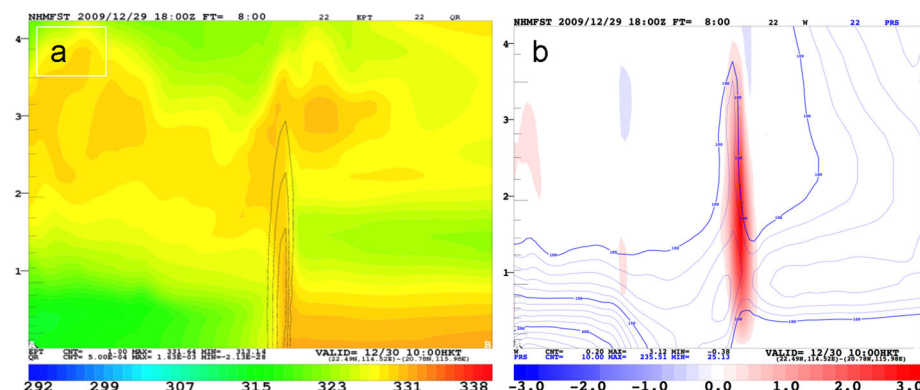 NHMFST 2009/12/29 18:00Z FT= 8:00 22 EPT 22 QR
a
4
3
2
1
A B
EPT CNT= 1.00 MAX= 331.64 MIN= 313.14
QR CNT= 5.00E-04 MAX= 1.65E-03 MIN=-2.13E-28
VALID= 12/30 10:00HKT
(22.49N,114.52E)-(20.78N,115.98E)
292 299 307 315 323 331 338
NHMFST 2009/12/29 18:00Z FT= 8:00 22 W 22 PRS
b
4
3
2
1
W CNT= 0.20 MAX= 3.12 MIN= -0.38
PRS CNT= 10.00 MAX= 235.51 MIN= 29.13
VALID= 12/30 10:00HKT
(22.49N,114.52E)-(20.78N,115.98E)
-3.0 -2.0 -1.0 0.0 1.0 2.0 3.0